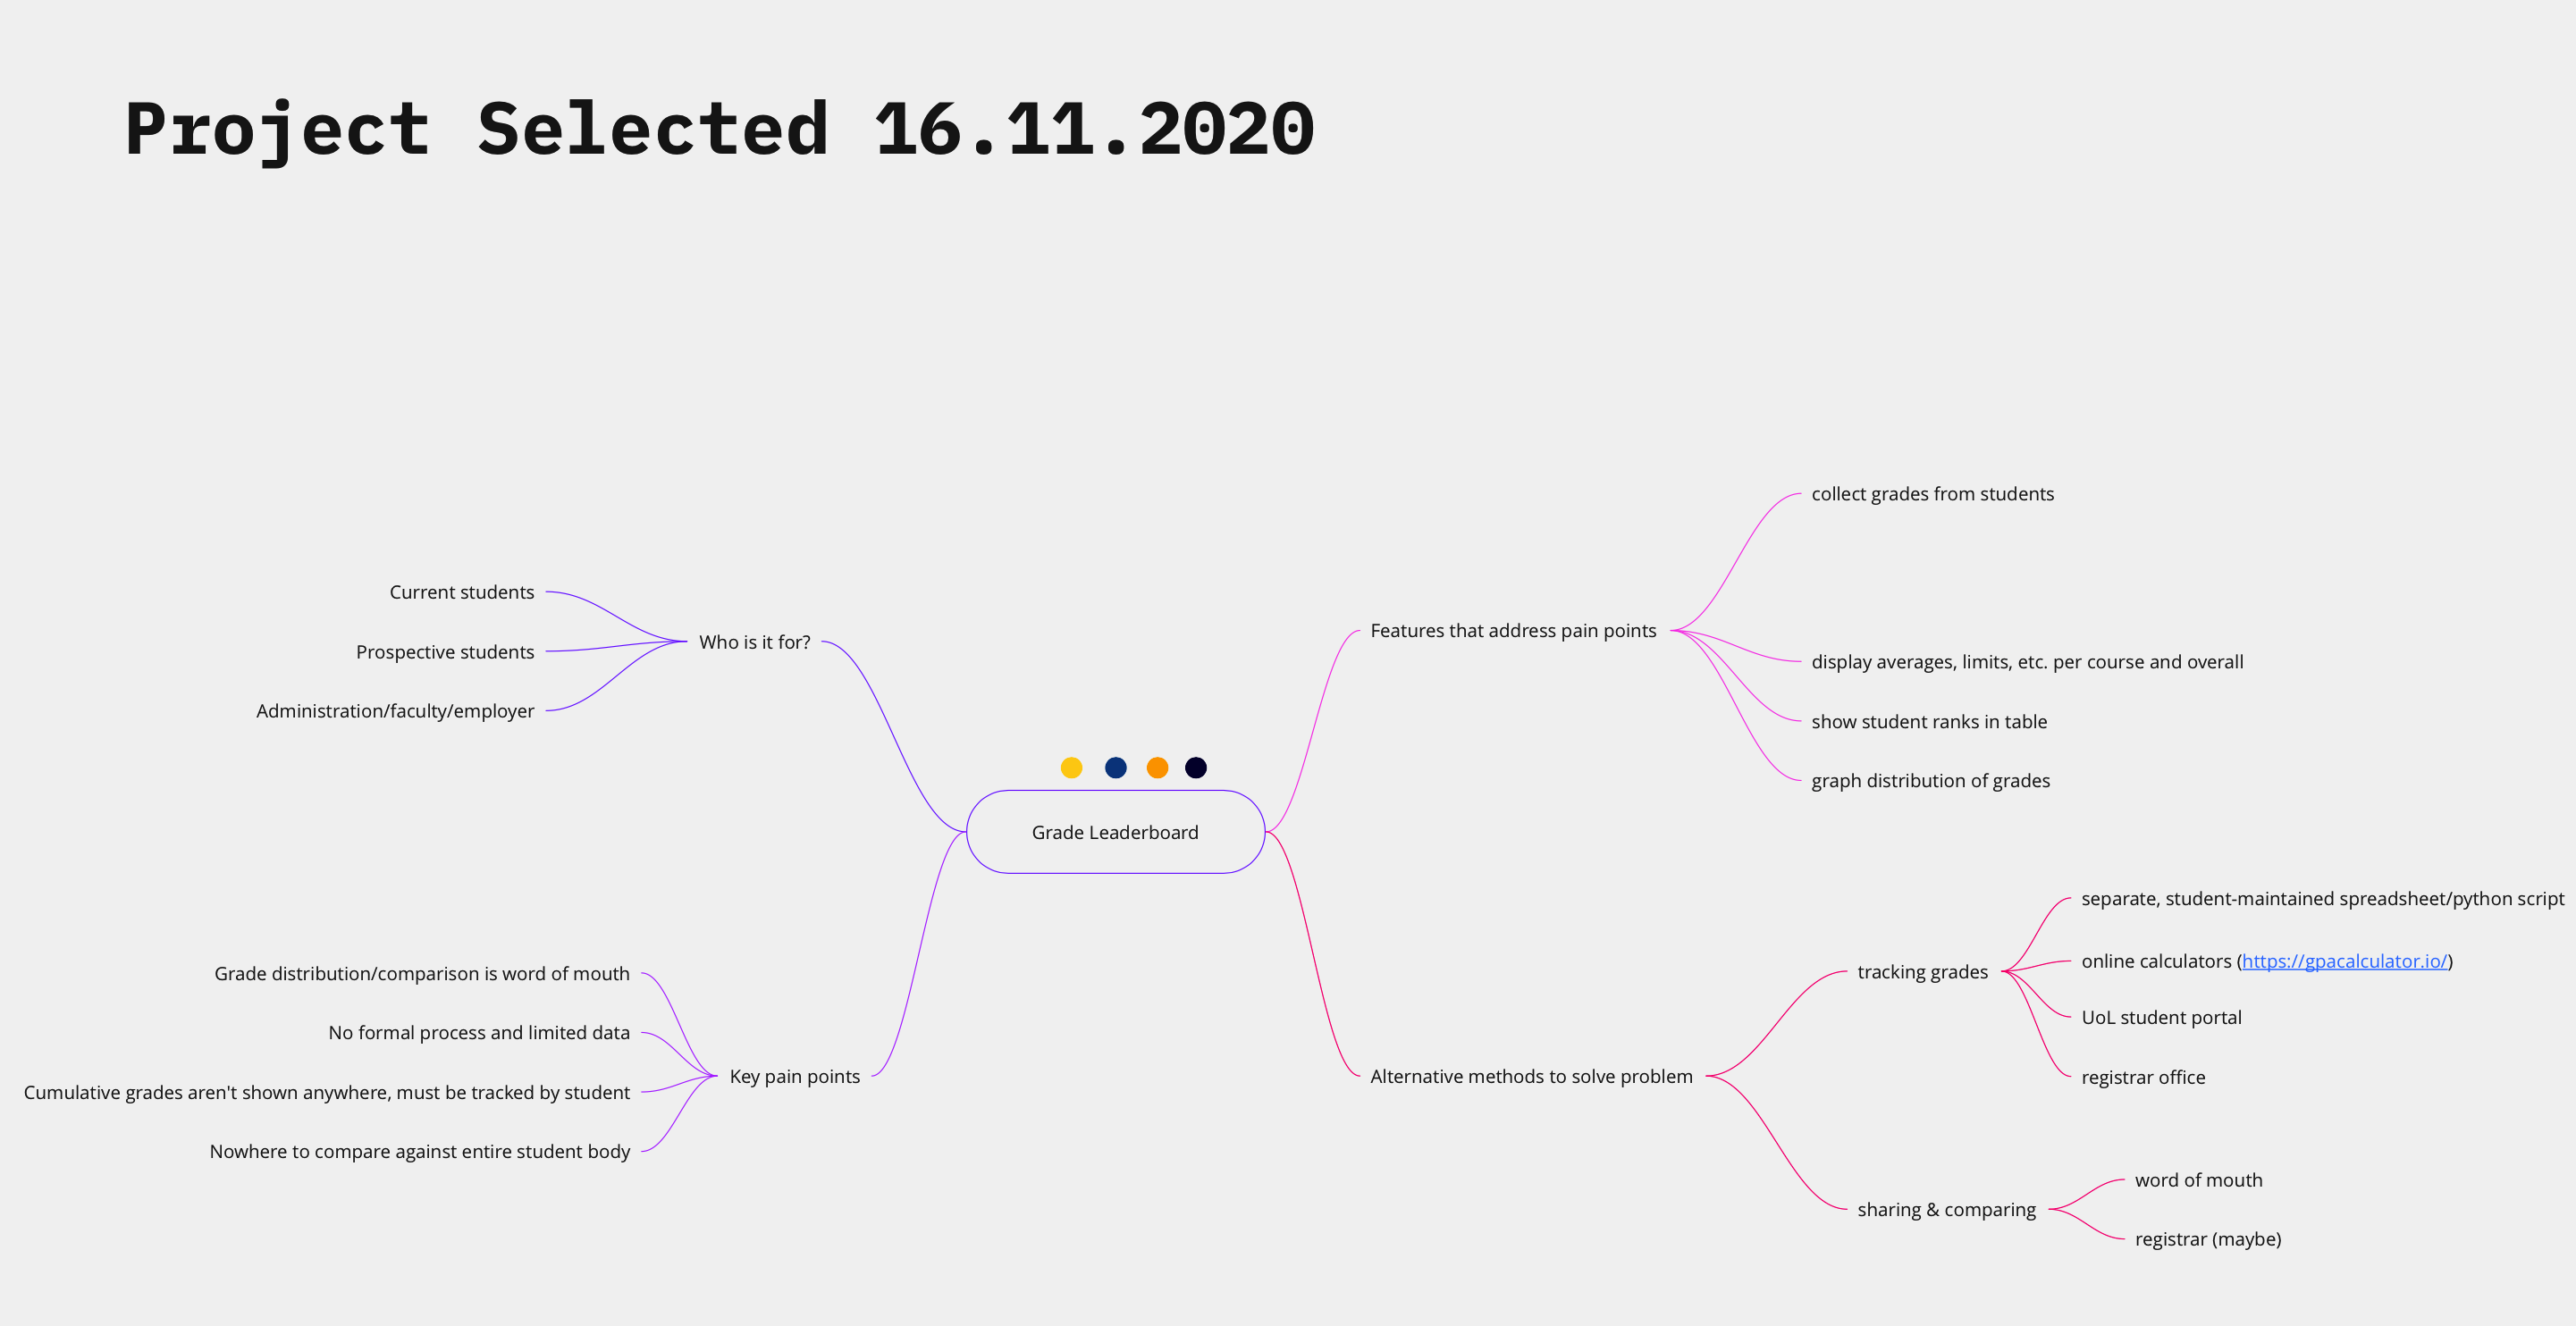 Project Selected 16.11.2020
Current students
Prospective students
Administration/faculty/employer
Who is it for?
Grade distribution/comparison is word of mouth
No formal process and limited data
Cumulative grades aren't shown anywhere, must be tracked by student
Nowhere to compare against entire student body
Key pain points
Grade Leaderboard
Features that address pain points
collect grades from students
display averages, limits, etc. per course and overall
show student ranks in table
graph distribution of grades
Alternative methods to solve problem
tracking grades
separate, student-maintained spreadsheet/python script
online calculators (https://gpacalculator.io/)
UoL student portal
registrar office
sharing & comparing
word of mouth
registrar (maybe)